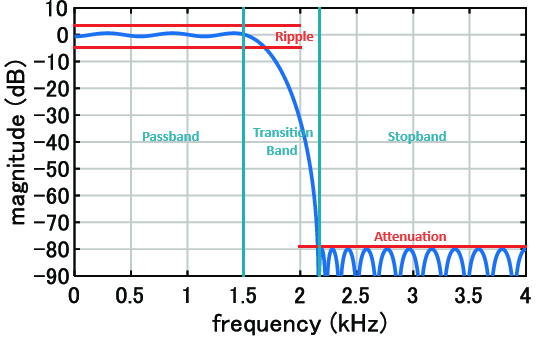 10
0
-10
-20
-30
-40
-50
-60
-70
-80
-90
magnitude (dB)
Ripple
Passband
Transition
Band
Stopband
Attenuation
0
0.5
1
1.5
2
2.5
3
3.5
4
frequency (kHz)